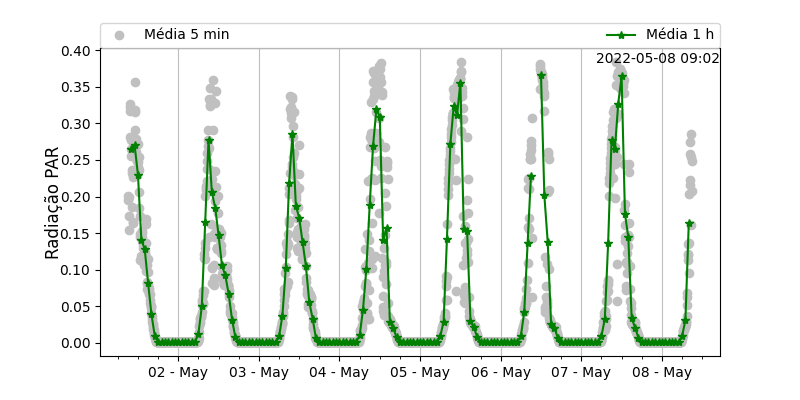 Média 5 min
Média 1 h
2022-05-08 09:02
Radiação PAR
0.40
0.35
0.30
0.25
0.20
0.15
0.10
0.05
0.00
02 - May
03 - May
04 - May
05 - May
06 - May
07 - May
08 - May